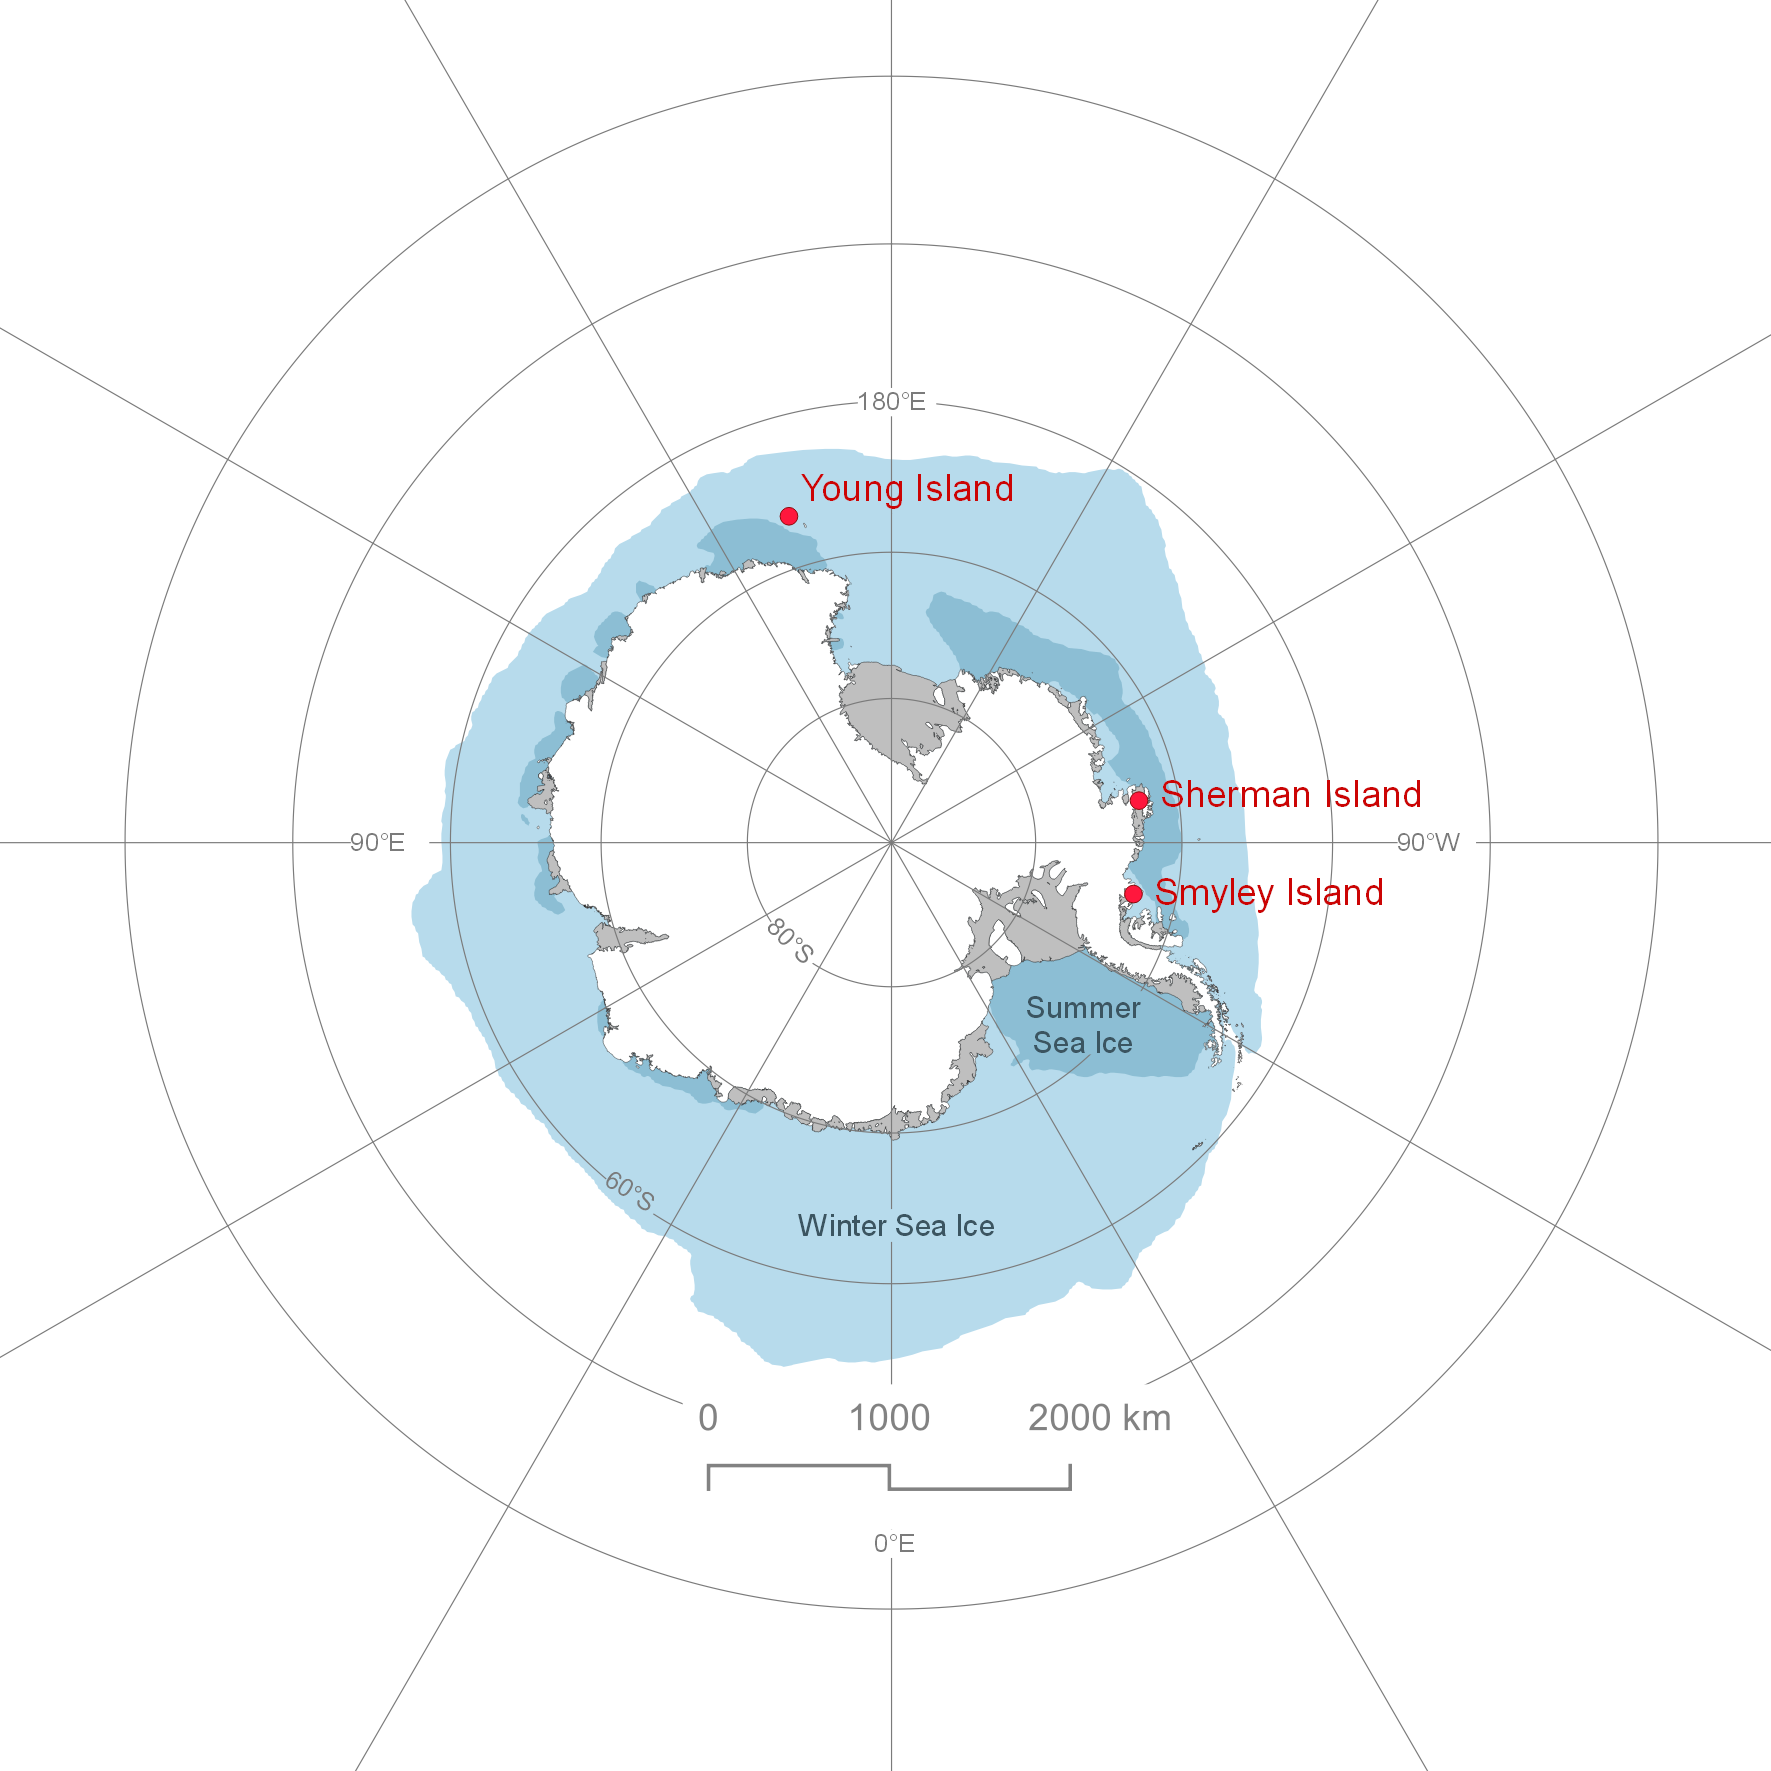 180°E
Young Island
Sherman Island
90°E
90°W
Smyley Island
80°S
Summer
Sea Ice
60°S
Winter Sea Ice
0 1000 2000 km
0°E